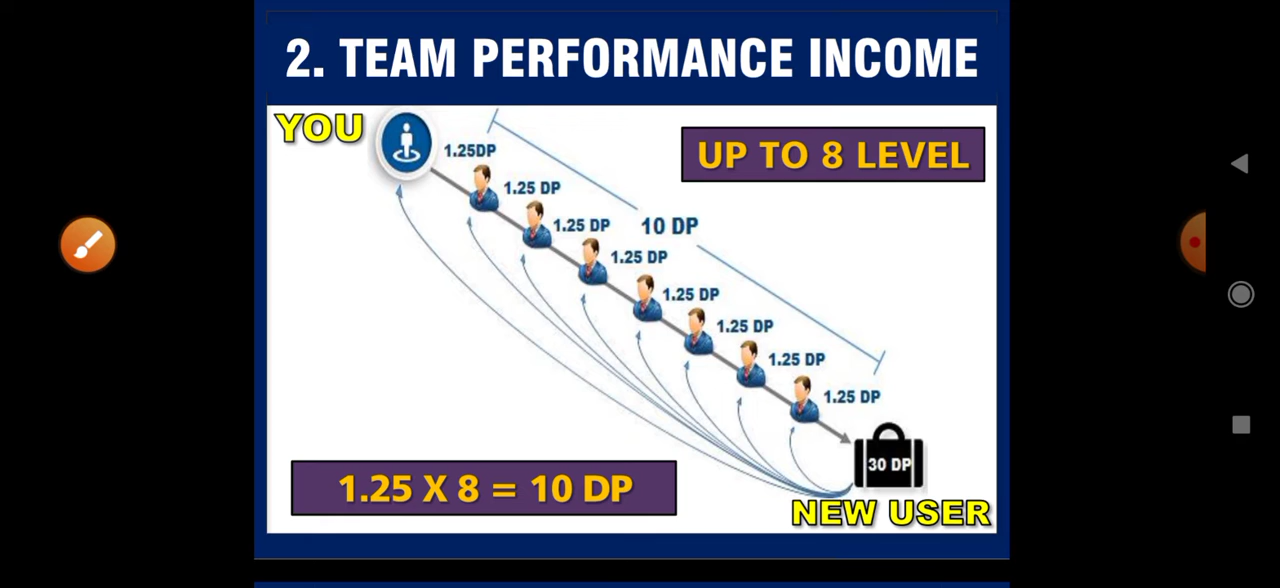 2. TEAM PERFORMANCE INCOME
YOU
UP TO 8 LEVEL
1.25DP
1.25 DP
1.25 DP
10 DP
1.25 DP
1.25 DP
1.25 DP
1.25 DP
1.25 DP
30 DP
1.25 X 8 = 10 DP
NEW USER